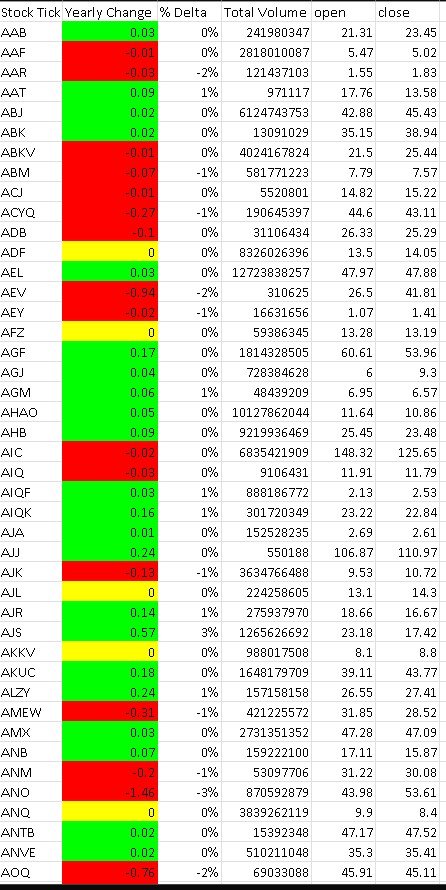 Stock Tick Yearly Change % Delta Total Volume open close
AAB 0.03 0% 241980347 21.31 23.45
AAF -0.01 0% 2818010087 5.47 5.02
AAR -0.03 -2% 121437103 1.55 1.83
AAT 0.09 1% 971117 17.76 13.58
ABJ 0.02 0% 6124743753 42.88 45.43
ABK 0.02 0% 13091029 35.15 38.94
ABKV -0.01 0% 4024167824 21.5 25.44
ABM -0.07 -1% 581771223 7.79 7.57
ACJ -0.01 0% 5520801 14.82 15.22
ACYQ -0.27 -1% 190645397 44.6 43.11
ADB -0.1 0% 31106434 26.33 25.29
ADF 0 0% 8326026396 13.5 14.05
AEL 0.03 0% 12723838257 47.97 47.88
AEV -0.94 -2% 310625 26.5 41.81
AEY -0.02 -1% 16631656 1.07 1.41
AFZ 0 0% 59386345 13.28 13.19
AGF 0.17 0% 1814328505 60.61 53.96
AGJ 0.04 0% 728384628 6 9.3
AGM 0.06 1% 48439209 6.95 6.57
AHAO 0.05 0% 10127862044 11.64 10.86
AHB 0.09 0% 9219936469 25.45 23.48
AIC -0.02 0% 6835421909 148.32 125.65
AIQ -0.03 0% 9106431 11.91 11.79
AIQF 0.03 1% 888186772 2.13 2.53
AIQK 0.16 1% 301720349 23.22 22.84
AJA 0.01 0% 152528235 2.69 2.61
AJJ 0.24 0% 550188 106.87 110.97
AJK -0.13 -1% 3634766488 9.53 10.72
AJL 0 0% 224258605 13.1 14.3
AJR 0.14 1% 275937970 18.66 16.67
AJS 0.57 3% 1265626692 23.18 17.42
AKKV 0 0% 988017508 8.1 8.8
AKUC 0.18 0% 1648179709 39.11 43.77
ALZY 0.24 1% 157158158 26.55 27.41
AMEW -0.31 -1% 421225572 31.85 28.52
AMX 0.03 0% 2731351352 47.28 47.09
ANB 0.07 0% 159222100 17.11 15.87
ANM -0.2 -1% 53097706 31.22 30.08
ANO -1.46 -3% 870592879 43.98 53.61
ANQ 0 0% 3839262119 9.9 8.4
ANTB 0.02 0% 15392348 47.17 47.52
ANVE 0.02 0% 510211048 35.3 35.41
AOQ -0.76 -2% 69033088 45.91 45.11